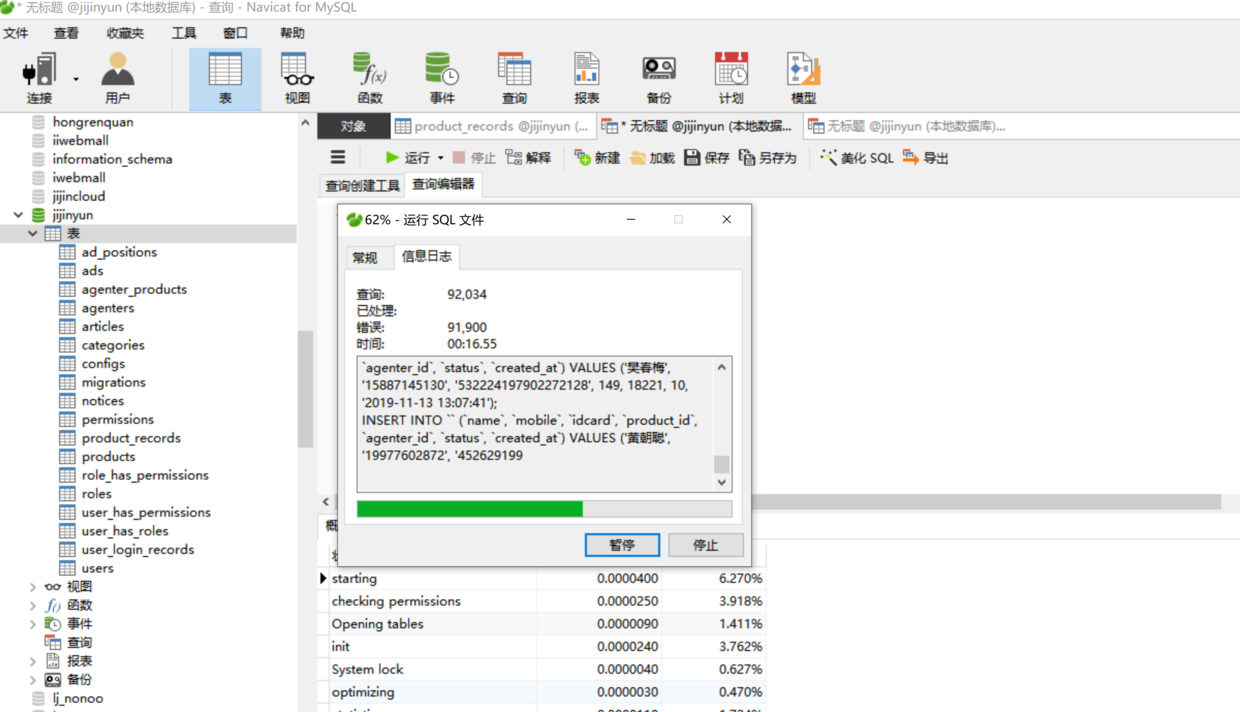 * 无标题 @jijinyun (本地数据库) - 查询 - Navicat for MySQL
文件 查看 收藏夹 工具 窗口 帮助
连接 用户 表 视图 函数 事件 查询 报表 备份 计划 模型
hongrenquan
iiwebmall
information_schema
iwebmall
jijincloud
jijinyun
表
ad_positions
ads
agenter_products
agenters
articles
categories
configs
migrations
notices
permissions
product_records
products
role_has_permissions
roles
user_has_permissions
user_has_roles
user_login_records
users
视图
函数
事件
查询
报表
备份
lj_nonoo
对象 product_records @jijinyun (... * 无标题 @jijinyun (本地数据... 无标题 @jijinyun (本地数据库)...
运行 停止 解释 新建 加载 保存 另存为 美化 SQL 导出
查询创建工具 查询编辑器
62% - 运行 SQL 文件
常规 信息日志
查询: 92,034
已处理:
错误: 91,900
时间: 00:16.55
`agenter_id`, `status`, `created_at`) VALUES ('樊春梅',
'15887145130', '532224197902272128', 149, 18221, 10,
'2019-11-13 13:07:41');
INSERT INTO `` (`name`, `mobile`, `idcard`, `product_id`,
`agenter_id`, `status`, `created_at`) VALUES ('黄朝聪',
'19977602872', '452629199
暂停 停止
starting 0.0000400 6.270%
checking permissions 0.0000250 3.918%
Opening tables 0.0000090 1.411%
init 0.0000240 3.762%
System lock 0.0000040 0.627%
optimizing 0.0000030 0.470%